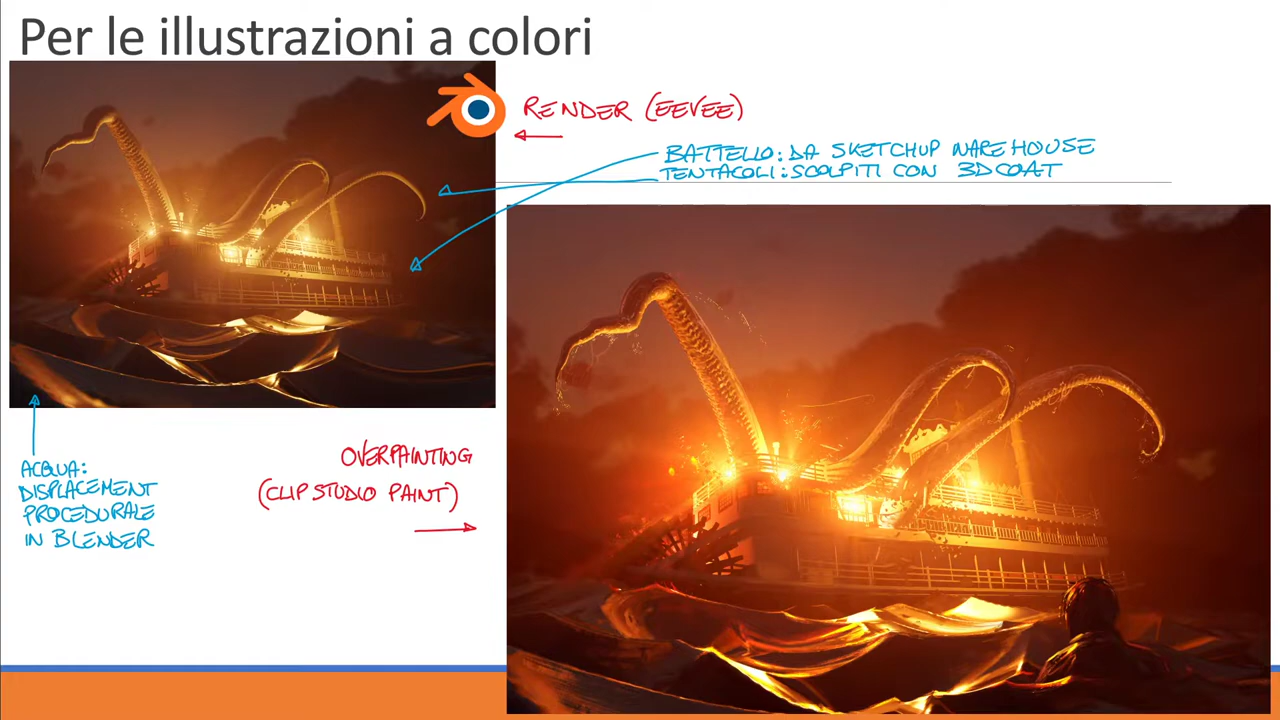 Per le illustrazioni a colori
RENDER (EEVEE)
BATTELLO: DA SKETCHUP WAREHOUSE
TENTACOLI: SCOLPITI CON 3DCOAT
OVERPAINTING
(CLIP STUDIO PAINT)
ACQUA:
DISPLACEMENT
PROCEDURALE
IN BLENDER